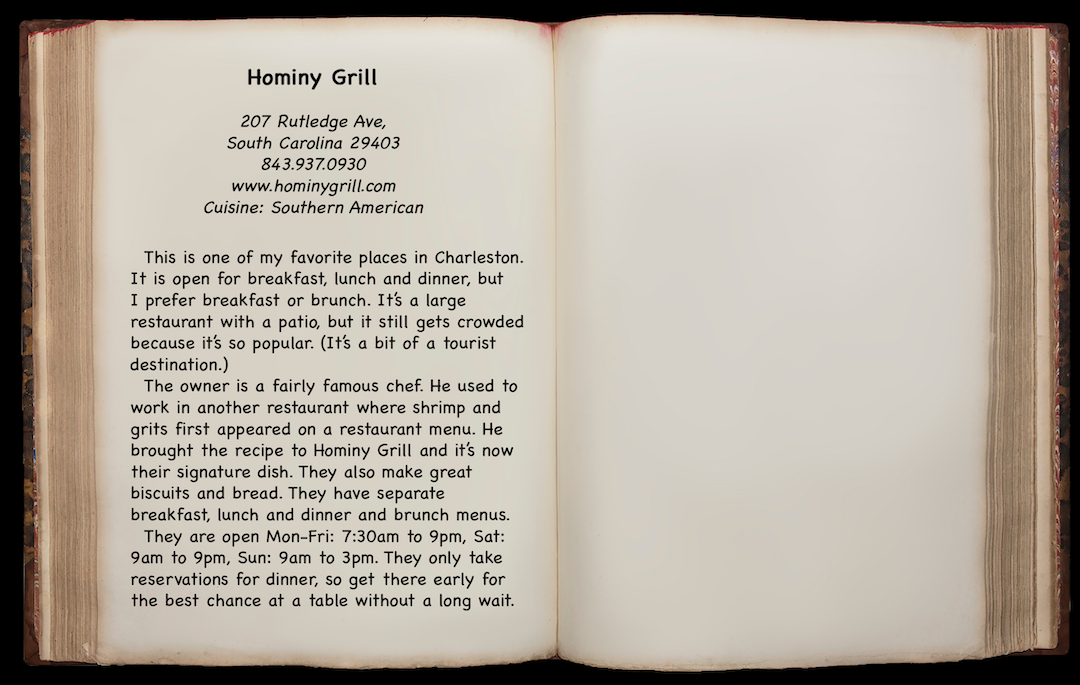 Hominy Grill
207 Rutledge Ave,
South Carolina 29403
843.937.0930
www.hominygrill.com
Cuisine: Southern American
This is one of my favorite places in Charleston.
It is open for breakfast, lunch and dinner, but
I prefer breakfast or brunch. It's a large
restaurant with a patio, but it still gets crowded
because it's so popular. (It's a bit of a tourist
destination.)
The owner is a fairly famous chef. He used to
work in another restaurant where shrimp and
grits first appeared on a restaurant menu. He
brought the recipe to Hominy Grill and it's now
their signature dish. They also make great
biscuits and bread. They have separate
breakfast, lunch and dinner and brunch menus.
They are open Mon-Fri: 7:30am to 9pm, Sat:
9am to 9pm, Sun: 9am to 3pm. They only take
reservations for dinner, so get there early for
the best chance at a table without a long wait.